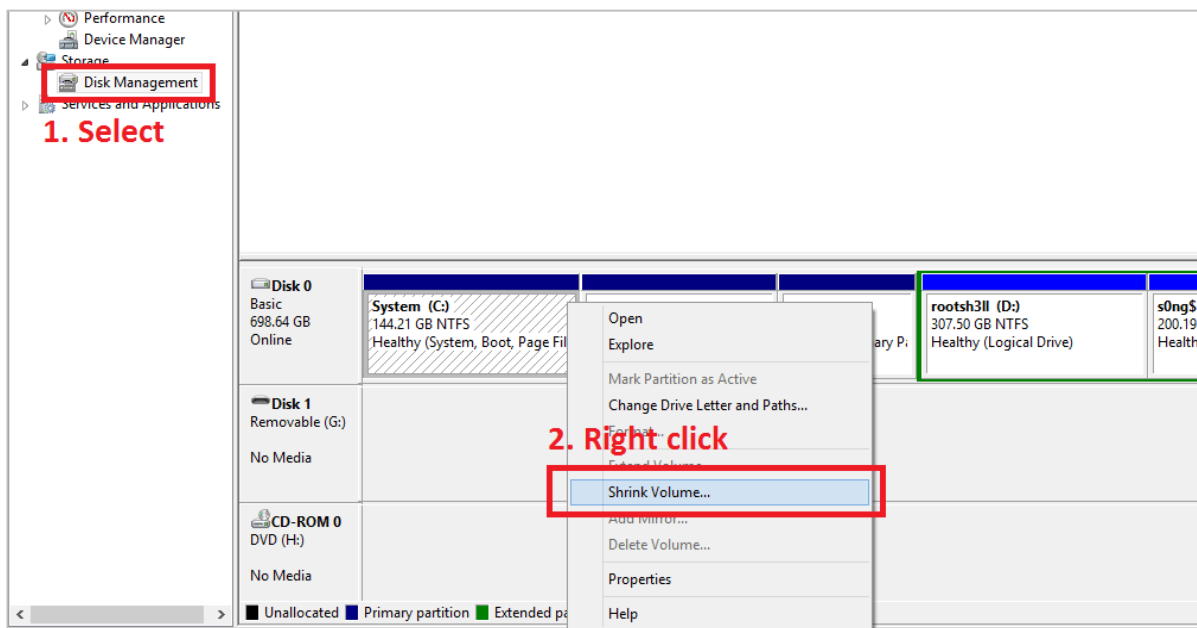 Performance
Device Manager
Storage
Disk Management
Services and Applications
1. Select
Disk 0
Basic
698.64 GB
Online
System (C:)
144.21 GB NTFS
Healthy (System, Boot, Page Fil
ary Pa
rootsh3ll (D:)
307.50 GB NTFS
Healthy (Logical Drive)
s0ng$
200.19
Health
Open
Explore
Mark Partition as Active
Change Drive Letter and Paths...
Format...
2. Right click
Extend Volume...
Shrink Volume...
Add Mirror...
Delete Volume...
Properties
Help
Disk 1
Removable (G:)
No Media
CD-ROM 0
DVD (H:)
No Media
Unallocated
Primary partition
Extended pa